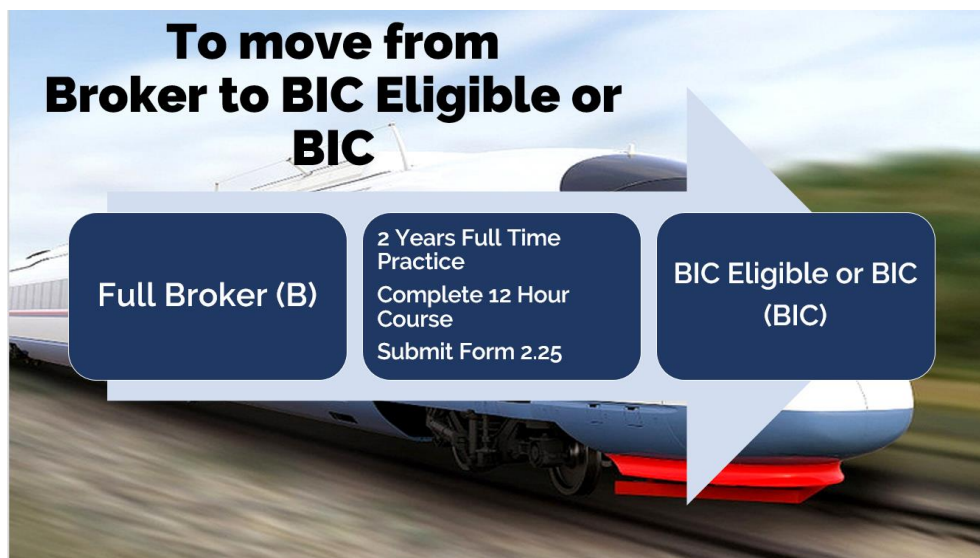 To move from
Broker to BIC Eligible or
BIC
Full Broker (B)
2 Years Full Time
Practice
Complete 12 Hour
Course
Submit Form 2.25
BIC Eligible or BIC
(BIC)